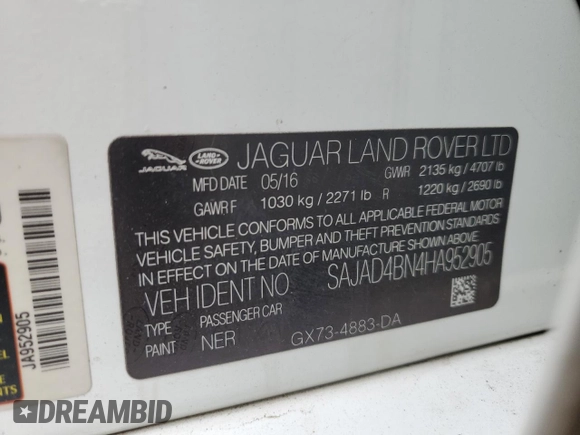 JAGUAR
LAND ROVER
JAGUAR LAND ROVER LTD
MFD DATE 05/16 GWWR 2135 kg / 4707 lb
GAWR F 1030 kg / 2271 lb R 1220 kg / 2690 lb
THIS VEHICLE CONFORMS TO ALL APPLICABLE FEDERAL MOTOR
VEHICLE SAFETY, BUMPER AND THEFT PREVENTION STANDARDS
IN EFFECT ON THE DATE OF MANUFACTURE SHOWN ABOVE
VEH IDENT NO. SAJAD4BN4HA952905
TYPE PASSENGER CAR
PAINT NER GX73-4883-DA
JA952905
DREAMBID